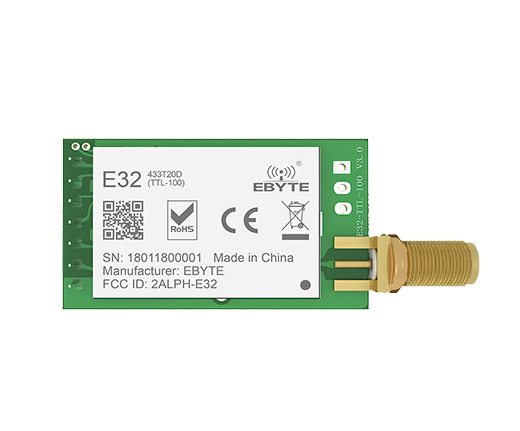 E32 433T20D
(TTL-100)
EBYTE
RoHS
CE
SN: 18011800001 Made in China
Manufacturer: EBYTE
FCC ID: 2ALPH-E32
E32-TTL-100 V3.0